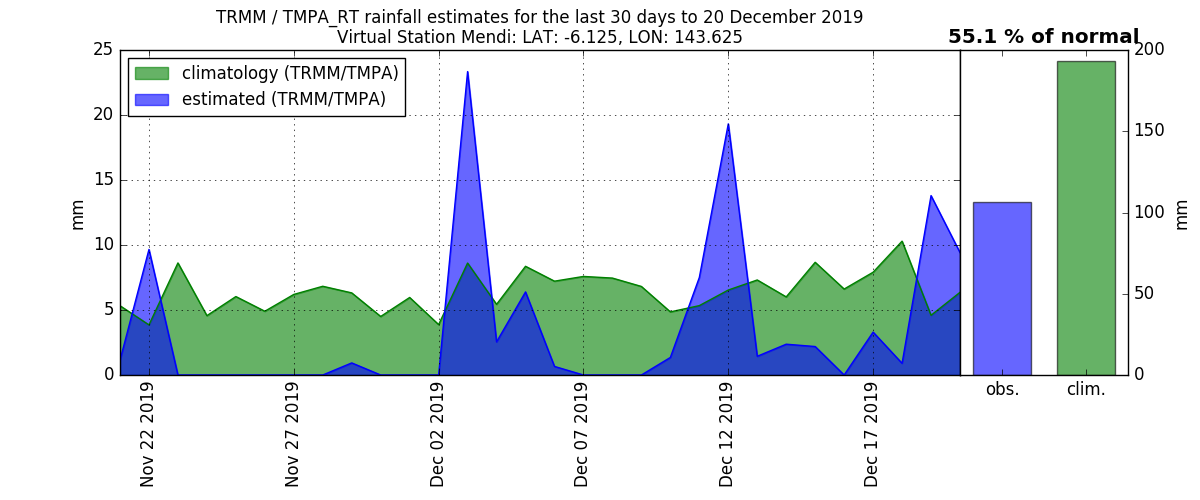 TRMM / TMPA_RT rainfall estimates for the last 30 days to 20 December 2019
Virtual Station Mendi: LAT: -6.125, LON: 143.625
55.1 % of normal
climatology (TRMM/TMPA)
estimated (TRMM/TMPA)
25
20
15
10
5
0
mm
Nov 22 2019
Nov 27 2019
Dec 02 2019
Dec 07 2019
Dec 12 2019
Dec 17 2019
200
150
100
50
0
mm
obs.
clim.